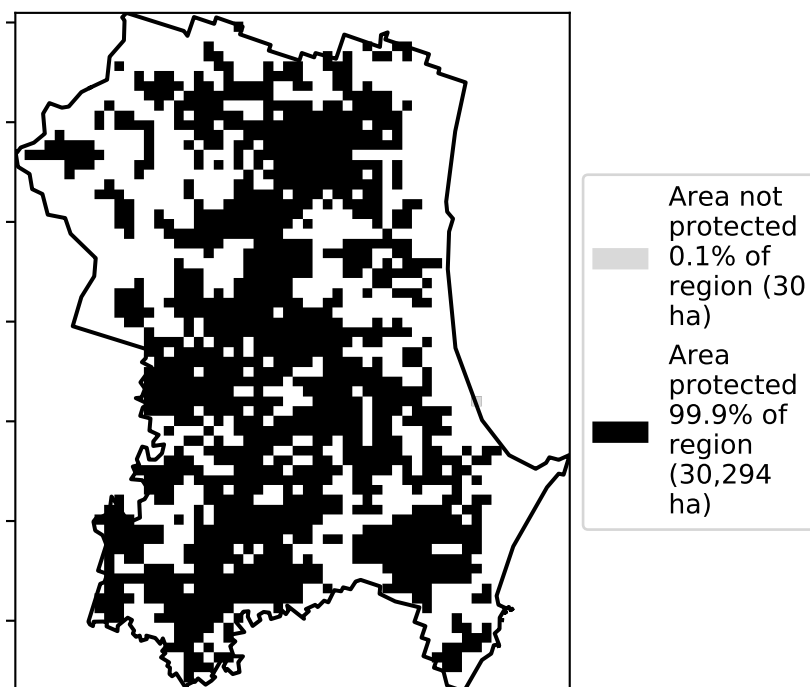 Area not
protected
0.1% of
region (30
ha)
Area
protected
99.9% of
region
(30,294
ha)